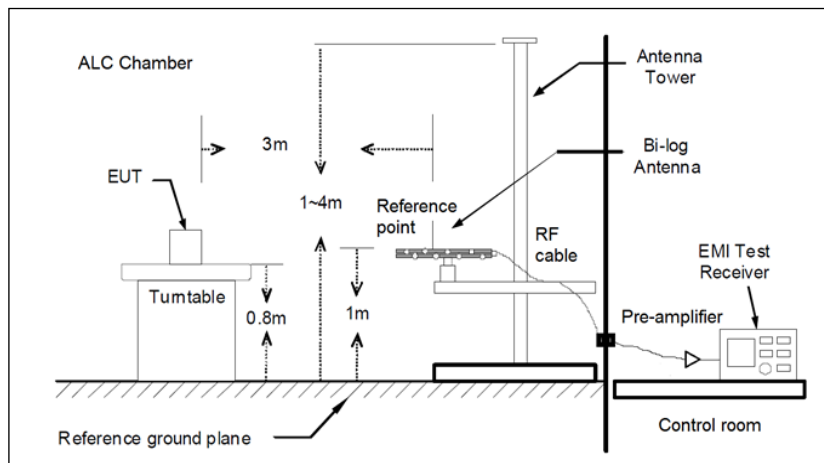 ALC Chamber
Antenna
Tower
3m
Bi-log
Antenna
EUT
1~4m
Reference
point
RF
cable
EMI Test
Receiver
Turntable
0.8m
1m
Pre-amplifier
Reference ground plane
Control room